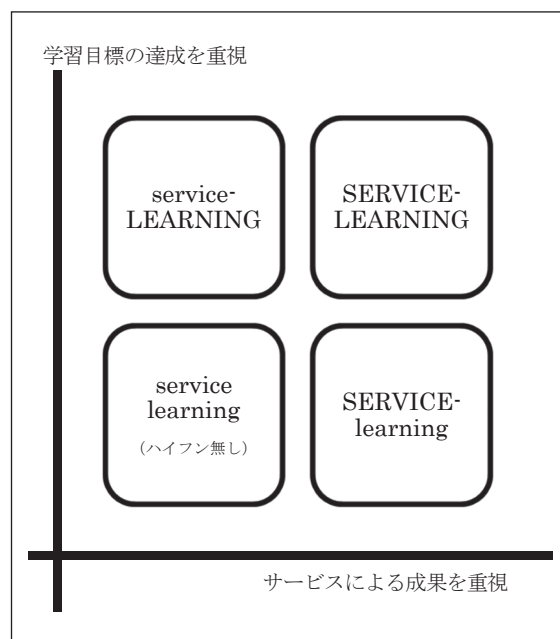 学習目標の達成を重視
service-
LEARNING
SERVICE-
LEARNING
service
learning
（ハイフン無し）
SERVICE-
learning
サービスによる成果を重視